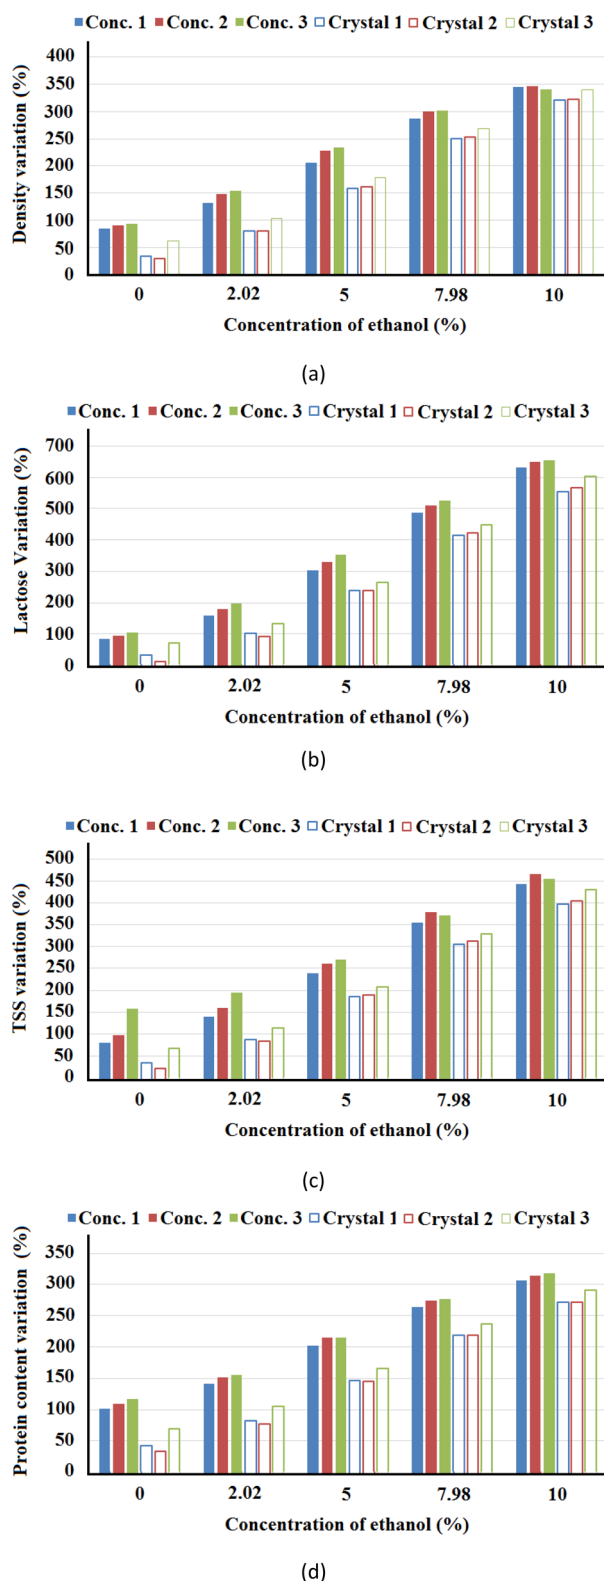 Conc. 1 Conc. 2 Conc. 3 Crystal 1 Crystal 2 Crystal 3
Density variation (%)
400
350
300
250
200
150
100
50
0
0 2.02 5 7.98 10
Concentration of ethanol (%)
(a)
Conc. 1 Conc. 2 Conc. 3 Crystal 1 Crystal 2 Crystal 3
Lactose Variation (%)
700
600
500
400
300
200
100
0
0 2.02 5 7.98 10
Concentration of ethanol (%)
(b)
Conc. 1 Conc. 2 Conc. 3 Crystal 1 Crystal 2 Crystal 3
TSS variation (%)
500
450
400
350
300
250
200
150
100
50
0
0 2.02 5 7.98 10
Concentration of ethanol (%)
(c)
Conc. 1 Conc. 2 Conc. 3 Crystal 1 Crystal 2 Crystal 3
Protein content variation (%)
350
300
250
200
150
100
50
0
0 2.02 5 7.98 10
Concentration of ethanol (%)
(d)